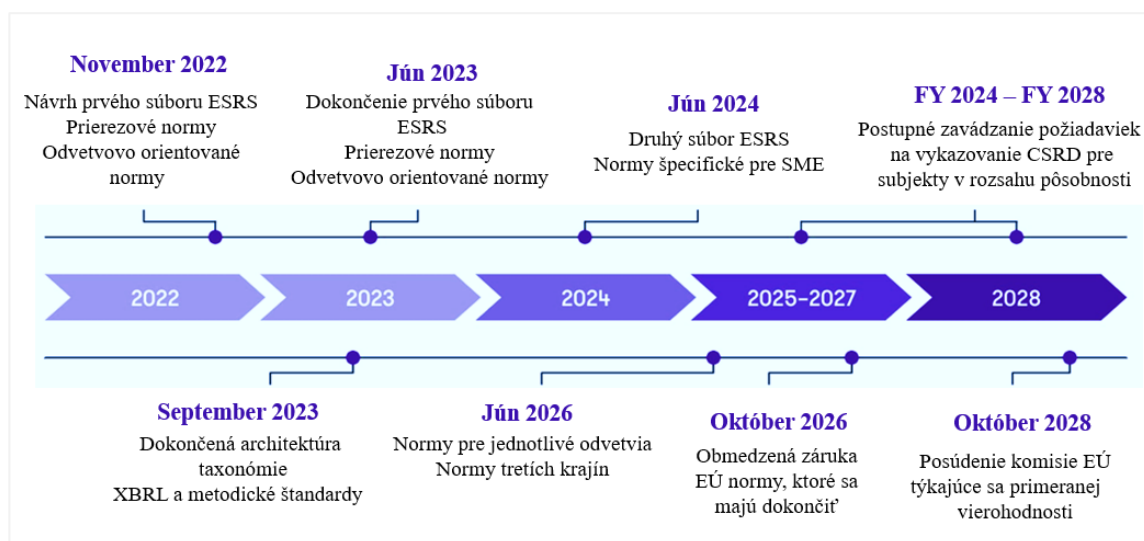 November 2022
Návrh prvého súboru ESRS
Prierezové normy
Odvetvovo orientované
normy
Jún 2023
Dokončenie prvého súboru
ESRS
Prierezové normy
Odvetvovo orientované normy
Jún 2024
Druhý súbor ESRS
Normy špecifické pre SME
FY 2024 – FY 2028
Postupné zavádzanie požiadaviek
na vykazovanie CSRD pre
subjekty v rozsahu pôsobnosti
2022
2023
2024
2025–2027
2028
September 2023
Dokončená architektúra
taxonómie
XBRL a metodické štandardy
Jún 2026
Normy pre jednotlivé odvetvia
Normy tretích krajín
Október 2026
Obmedzená záruka
EÚ normy, ktoré sa
majú dokončiť
Október 2028
Posúdenie komisie EÚ
týkajúce sa primeranej
vierohodnosti